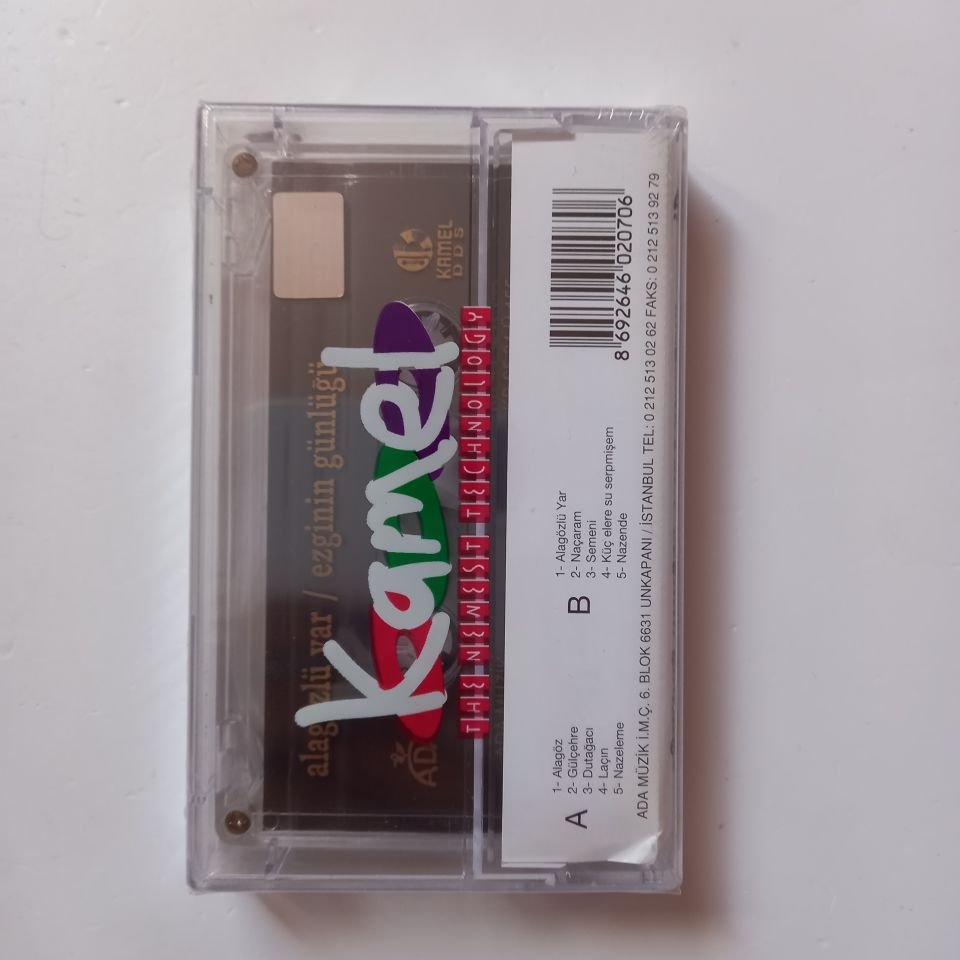 alagözlü yar / ezginin günlüğü
ADA
KAMEL
DDS
Kamel
THE NEWEST TECHNOLOGY
A
1- Alagöz
2- Gülçehre
3- Dutağacı
4- Laçın
5- Nazeleme
B
1- Alagözlü Yar
2- Naçaram
3- Semeni
4- Küç elere su serpmişem
5- Nazende
8 692646 020706
ADA MÜZİK İ.M.Ç. 6. BLOK 6631 UNKAPANI / İSTANBUL TEL: 0 212 513 02 62 FAKS: 0 212 513 92 79